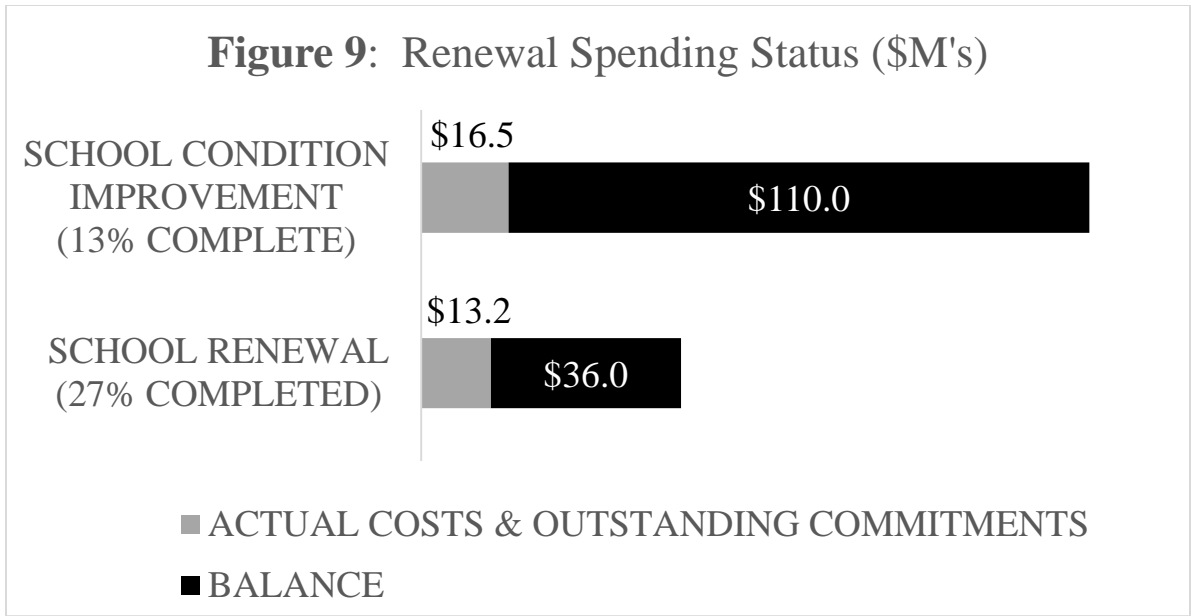 Figure 9:  Renewal Spending Status ($M's)
SCHOOL CONDITION
IMPROVEMENT
(13% COMPLETE)
$16.5
$110.0
SCHOOL RENEWAL
(27% COMPLETED)
$13.2
$36.0
ACTUAL COSTS & OUTSTANDING COMMITMENTS
BALANCE